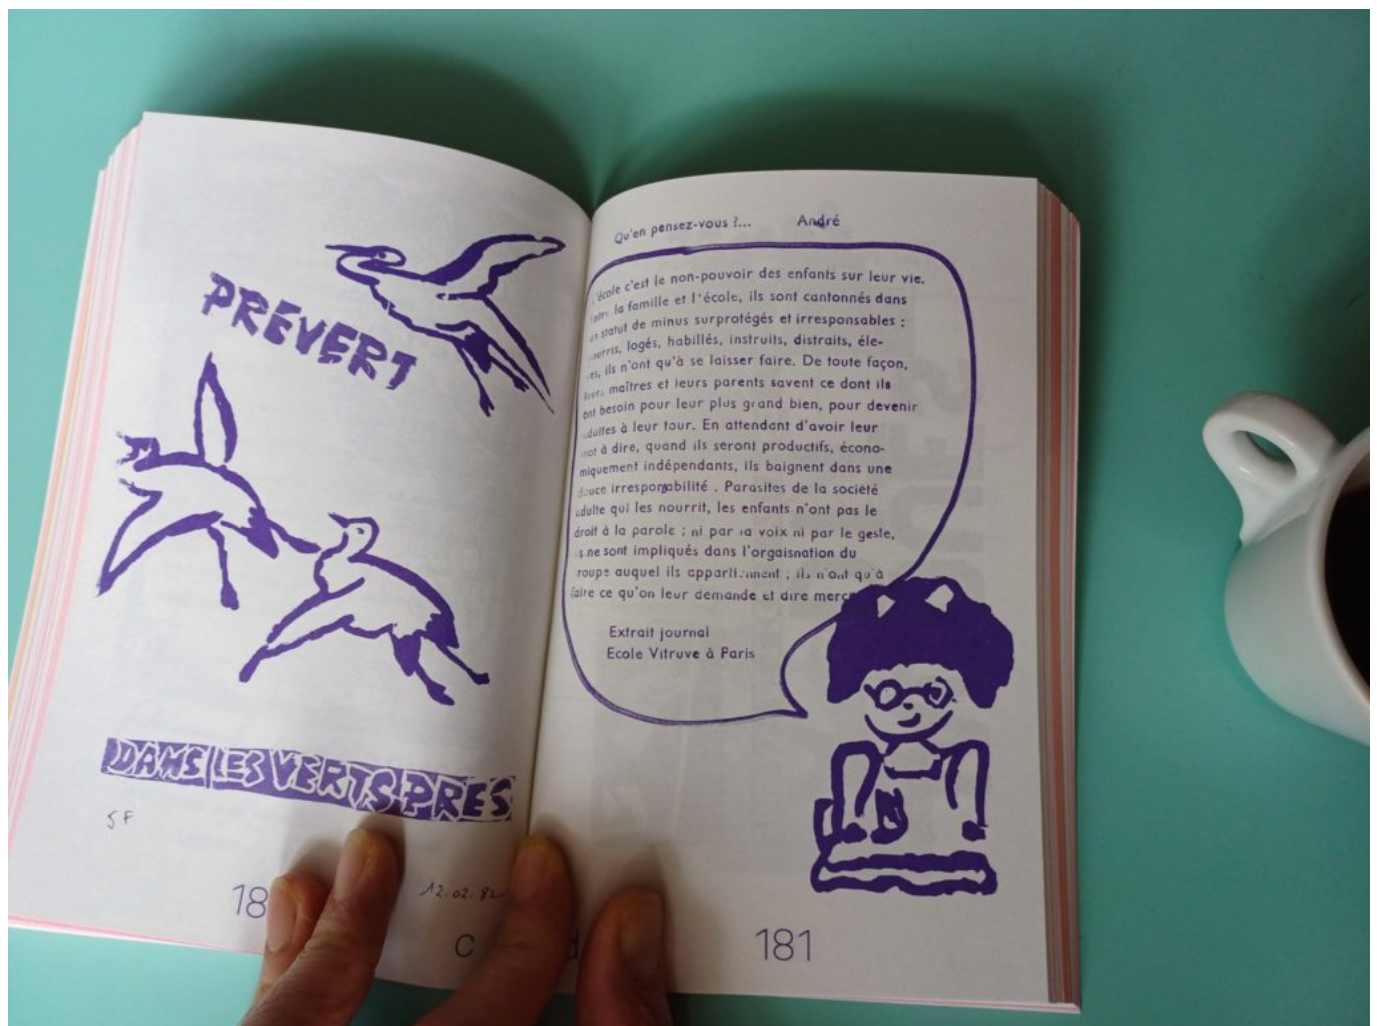 PREVERT
DANS LES VERTS PRES
SF
12.02.82
18
C
Qu'en pensez-vous ?... André
L'école c'est le non-pouvoir des enfants sur leur vie.
la famille et l'école, ils sont cantonnés dans
un statut de minus surprotégés et irresponsables :
nourris, logés, habillés, instruits, distraits, éle-
ils n'ont qu'à se laisser faire. De toute façon,
leurs maîtres et leurs parents savent ce dont ils
ont besoin pour leur plus grand bien, pour devenir
adultes à leur tour. En attendant d'avoir leur
mot à dire, quand ils seront productifs, écono-
miquement indépendants, ils baignent dans une
douce irresponsabilité . Parasites de la société
adulte qui les nourrit, les enfants n'ont pas le
droit à la parole ; ni par la voix ni par le geste,
ils ne sont impliqués dans l'orgaisnation du
groupe auquel ils appartiennent ; ils n'ont qu'à
faire ce qu'on leur demande et dire merci
Extrait journal
Ecole Vitruve à Paris
d
181